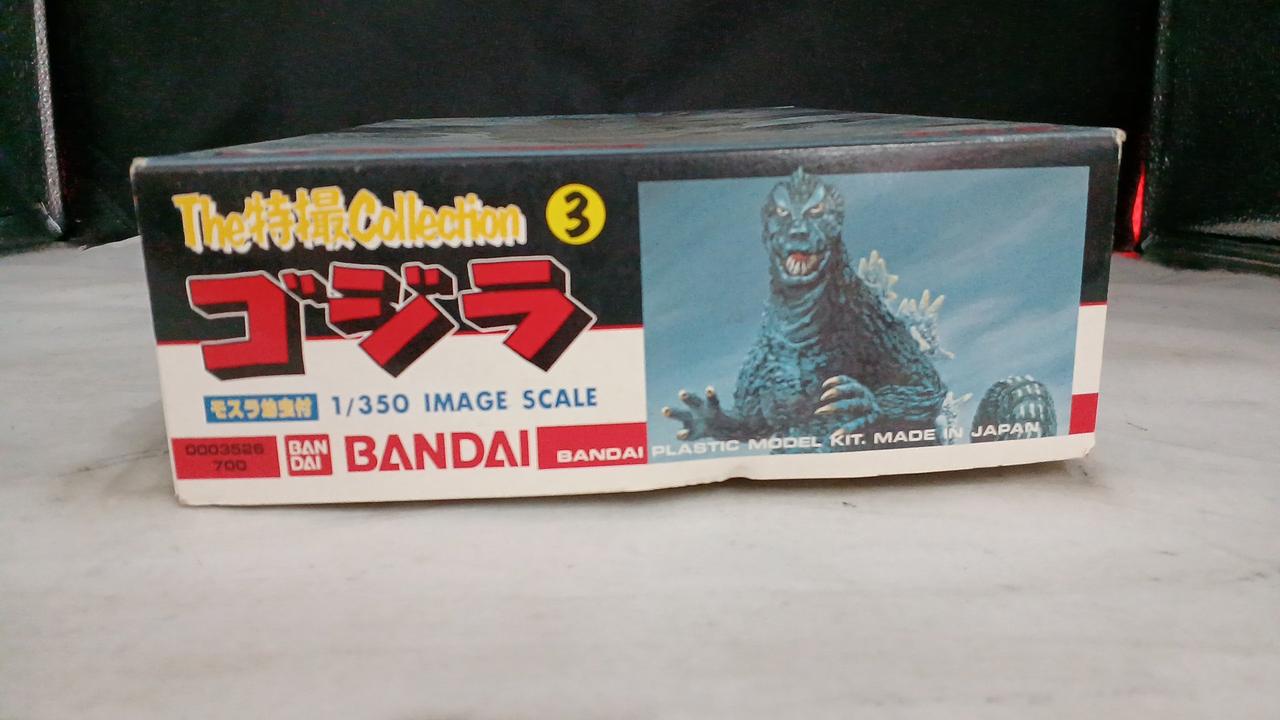 The特撮Collection 3
ゴジラ
モスラ幼虫付 1/350 IMAGE SCALE
0003526
700
BAN
DAI
BANDAI
BANDAI PLASTIC MODEL KIT. MADE IN JAPAN